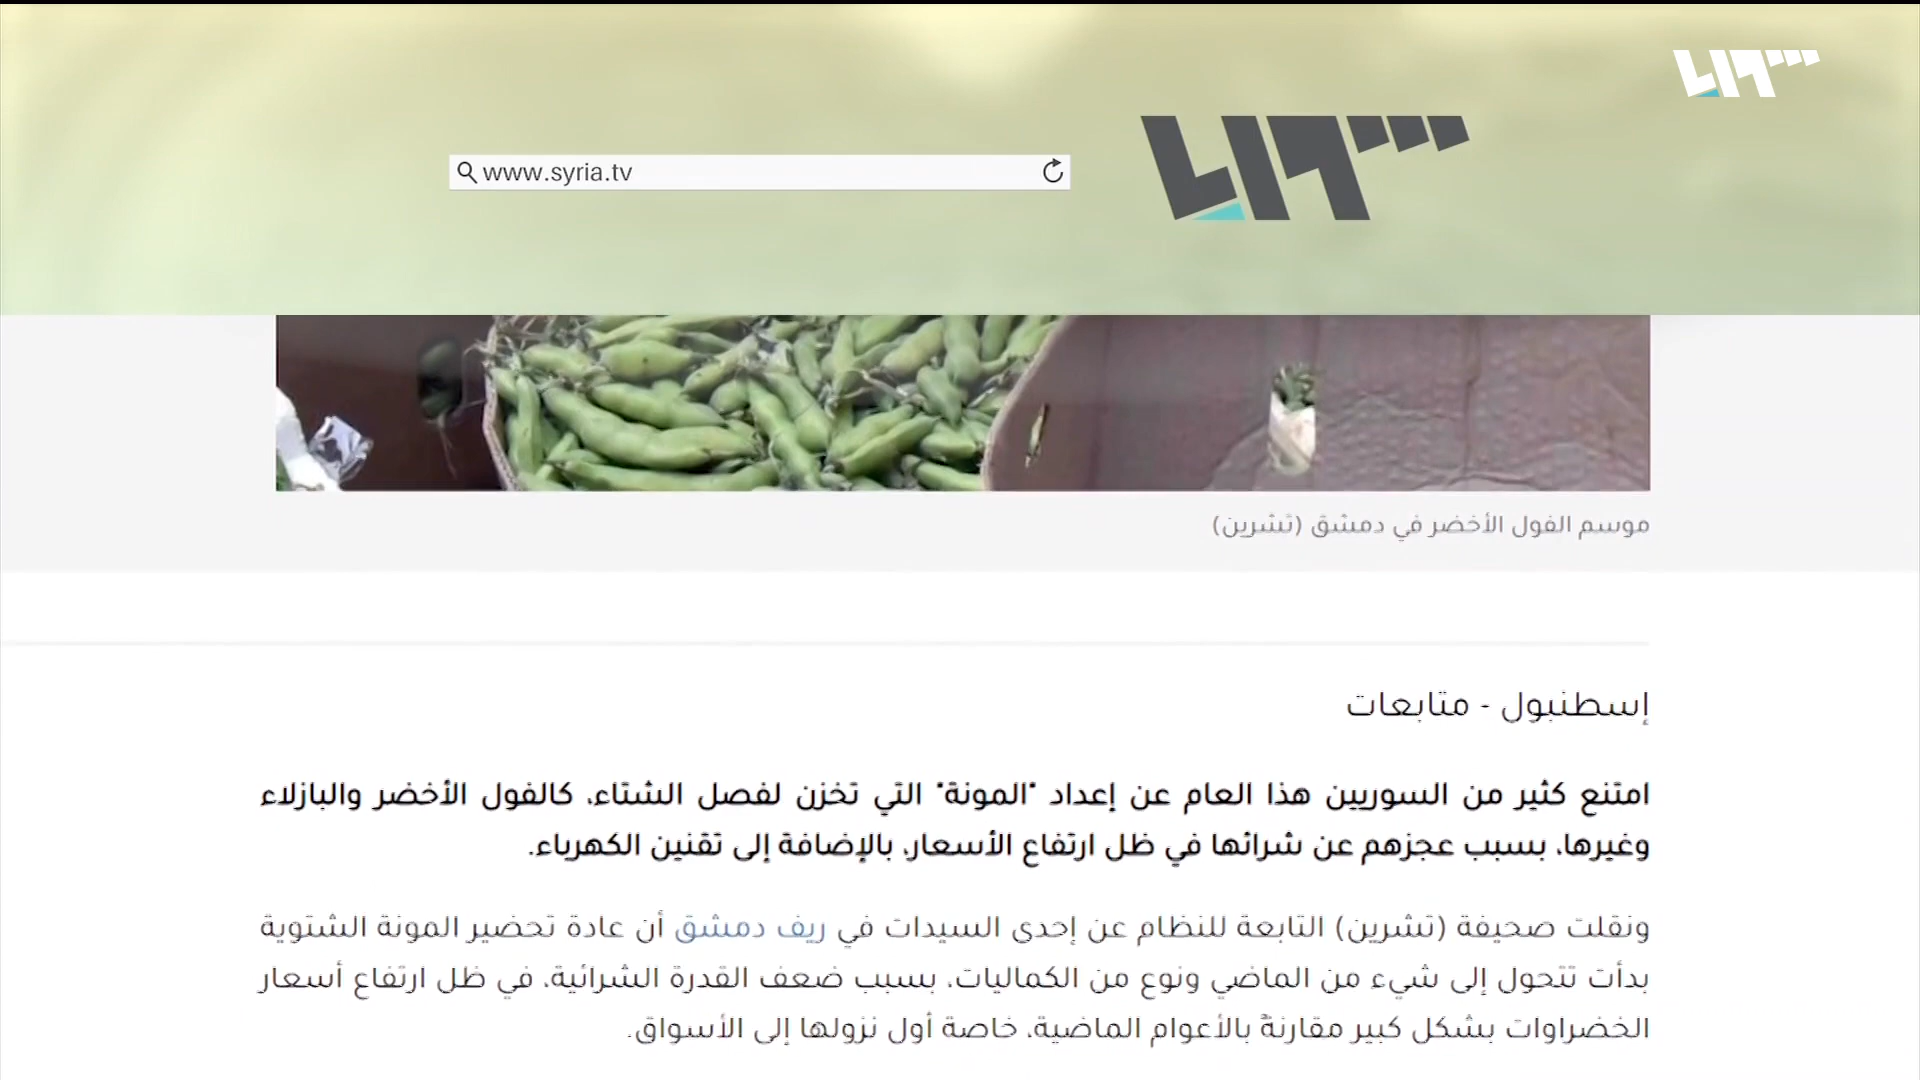 www.syria.tv
موسم الفول الأخضر في دمشق (تشرين)
إسطنبول - متابعات
امتنع كثير من السوريين هذا العام عن إعداد "المونة" التي تخزن لفصل الشتاء، كالفول الأخضر والبازلاء
وغيرها، بسبب عجزهم عن شرائها في ظل ارتفاع الأسعار، بالإضافة إلى تقنين الكهرباء.
ونقلت صحيفة (تشرين) التابعة للنظام عن إحدى السيدات في ريف دمشق أن عادة تحضير المونة الشتوية
بدأت تتحول إلى شيء من الماضي ونوع من الكماليات، بسبب ضعف القدرة الشرائية، في ظل ارتفاع أسعار
الخضراوات بشكل كبير مقارنةً بالأعوام الماضية، خاصة أول نزولها إلى الأسواق.